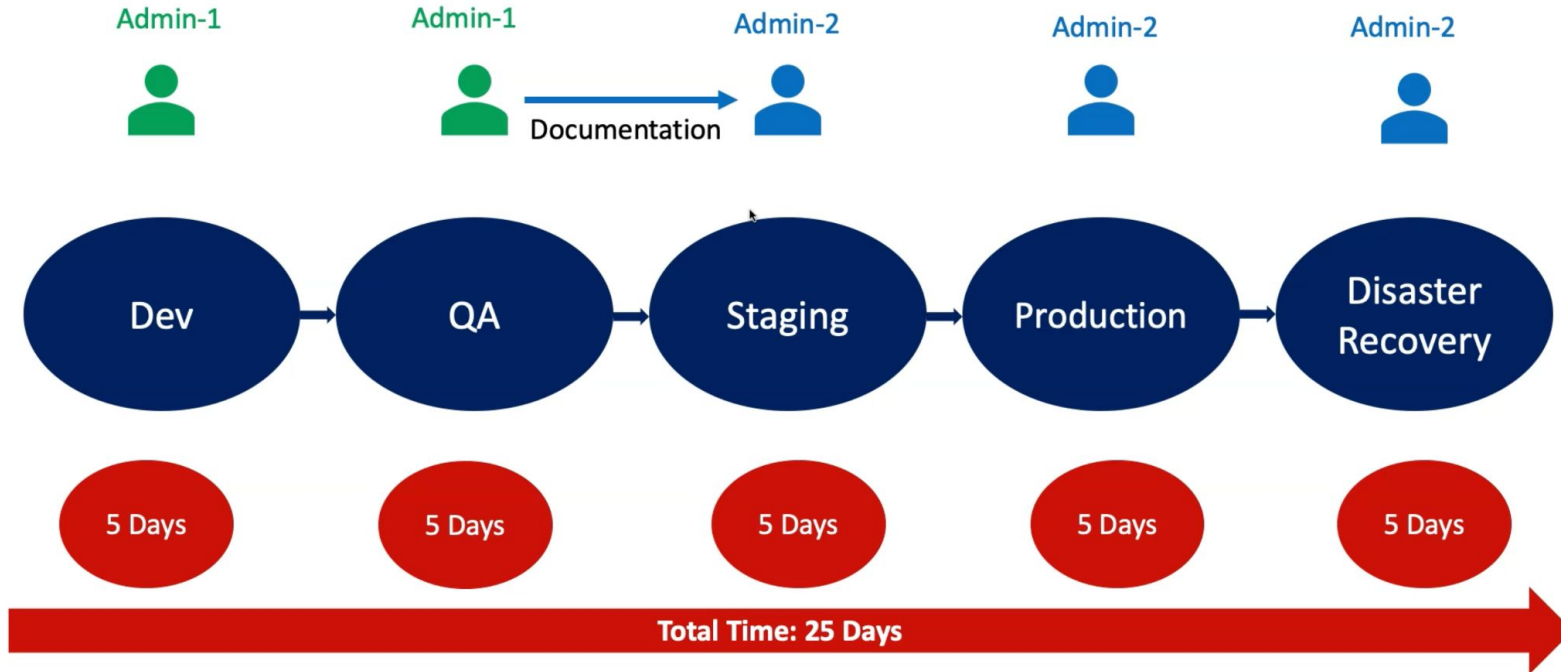 Admin-1
Admin-1
Admin-2
Admin-2
Admin-2
Documentation
Dev
QA
Staging
Production
Disaster
Recovery
5 Days
5 Days
5 Days
5 Days
5 Days
Total Time: 25 Days